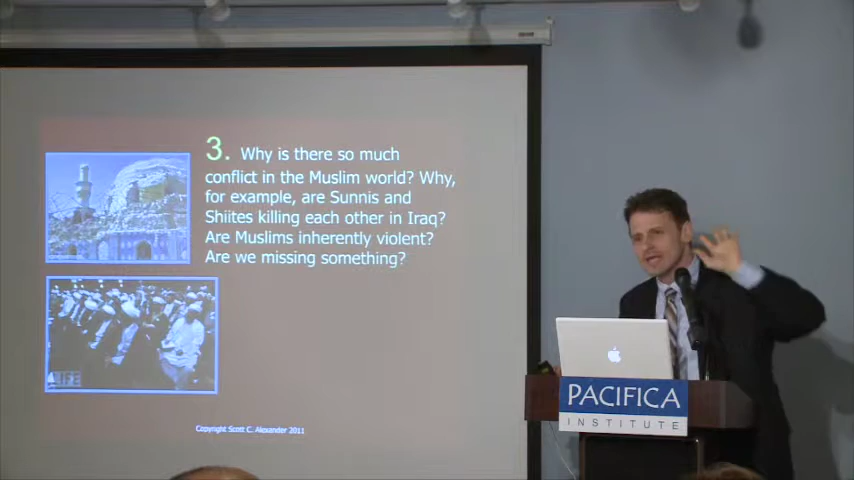 3. Why is there so much
conflict in the Muslim world? Why,
for example, are Sunnis and
Shiites killing each other in Iraq?
Are Muslims inherently violent?
Are we missing something?
LIFE
Copyright Scott C. Alexander 2011
PACIFICA
INSTITUTE